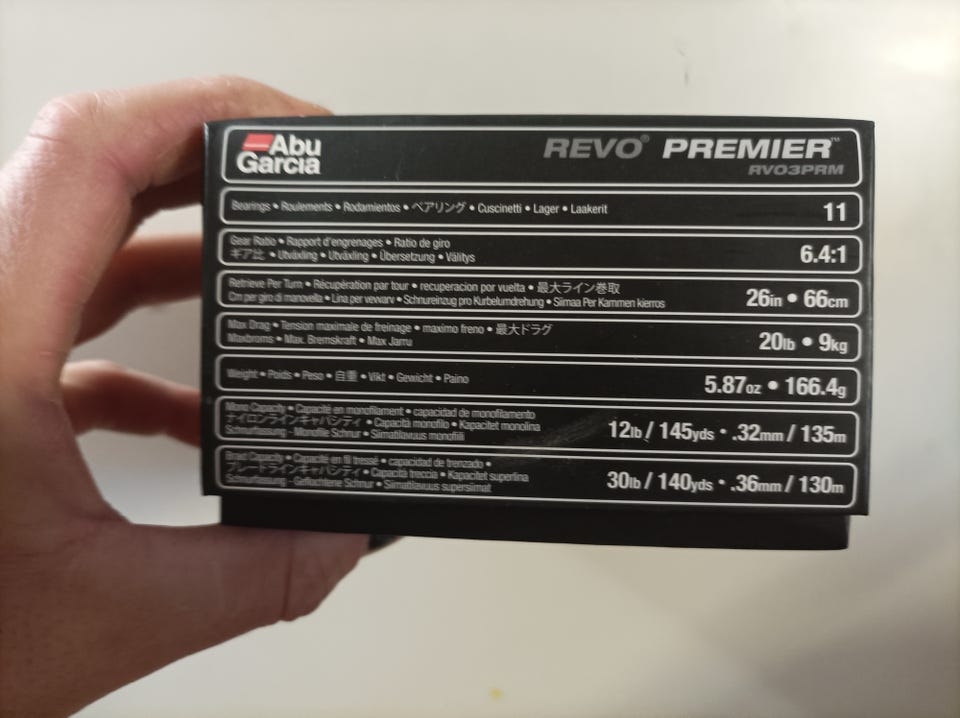 Abu
Garcia
REVO® PREMIER™
RVO3PRM
Bearings • Roulements • Rodamientos • ベアリング • Cuscinetti • Lager • Laakerit
11
Gear Ratio • Rapport d'engrenages • Ratio de giro
ギア比 • Utväxling • Utväxling • Übersetzung • Välitys
6.4:1
Retrieve Per Turn • Récupération par tour • recuperacion por vuelta • 最大ライン巻取
Cm per giro di manovella • Lina per vevvarv • Schnureinzug pro Kurbelumdrehung • Siimaa Per Kammen kierros
26in • 66cm
Max Drag • Tension maximale de freinage • maximo freno • 最大ドラグ
Maxbroms • Max. Bremskraft • Max Jarru
20lb • 9kg
Weight • Poids • Peso • 自重 • Vikt • Gewicht • Paino
5.87oz • 166.4g
Mono Capacity • Capacité en monofilament • capacidad de monofilamento
ナイロンラインキャパシティ • Capacità monofilo • Kapacitet monolina
Schnurfassung - Monofile Schnur • Siimatilavuus monofiili
12lb / 145yds • .32mm / 135m
Braid Capacity • Capacité en fil tressé • capacidad de trenzado •
ブレードラインキャパシティ • Capacità treccia • Kapacitet superlina
Schnurfassung - Geflochtene Schnur • Siimatilavuus supersiimat
30lb / 140yds • .36mm / 130m